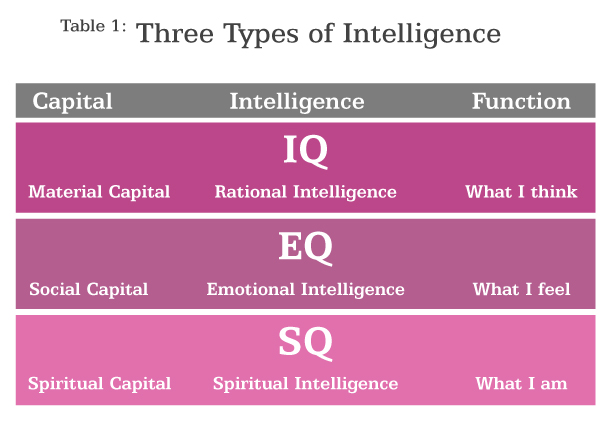 Table 1: Three Types of Intelligence
Capital Intelligence Function
IQ
Material Capital Rational Intelligence What I think
EQ
Social Capital Emotional Intelligence What I feel
SQ
Spiritual Capital Spiritual Intelligence What I am